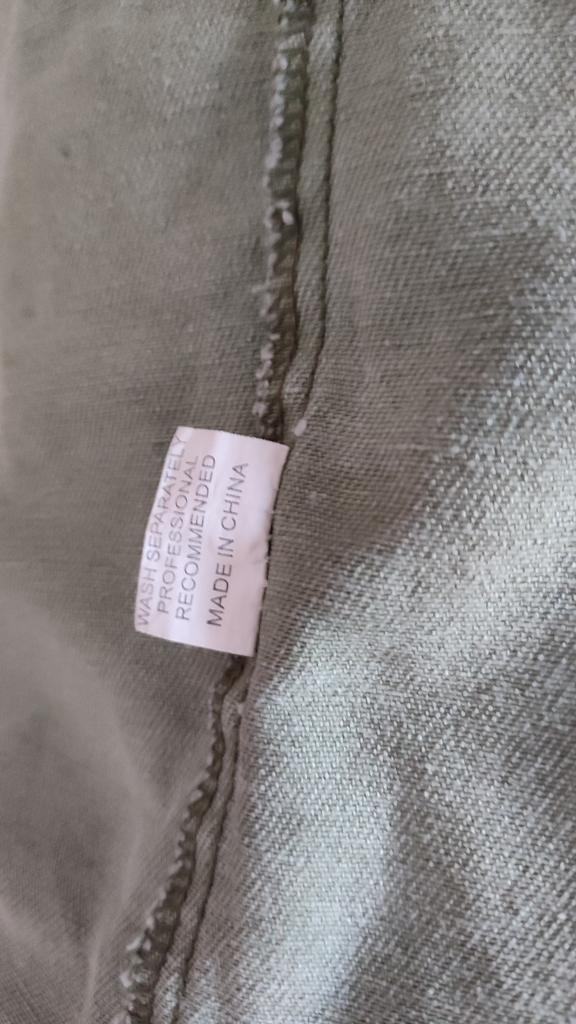 WASH SEPARATELY
PROFESSIONAL
RECOMMENDED
MADE IN CHINA